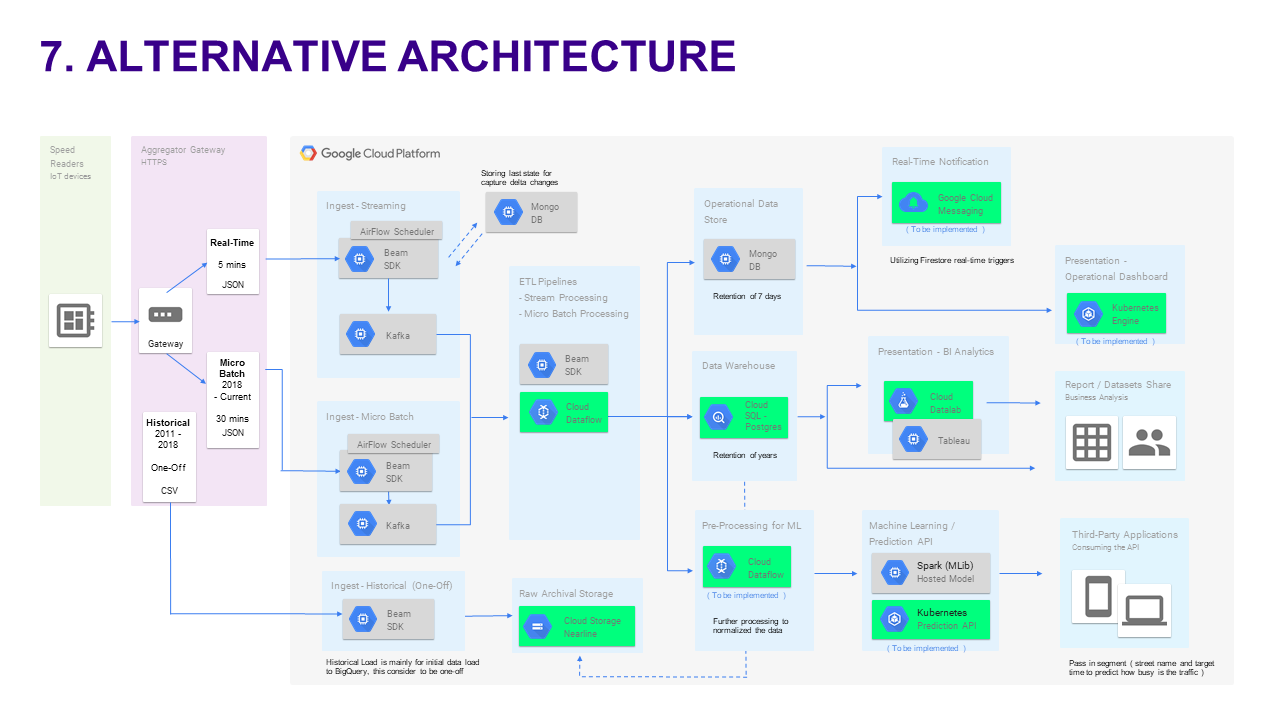 7. ALTERNATIVE ARCHITECTURE
Speed
Readers
IoT devices
Aggregator Gateway
HTTPS
Real-Time
5 mins
JSON
Gateway
Micro
Batch
2018
- Current
30 mins
JSON
Historical
2011 -
2018
One-Off
CSV
Google Cloud Platform
Storing last state for
capture delta changes
Mongo
DB
Ingest - Streaming
AirFlow Scheduler
Beam
SDK
Kafka
Ingest - Micro Batch
AirFlow Scheduler
Beam
SDK
Kafka
Ingest - Historical (One-Off)
Beam
SDK
Historical Load is mainly for initial data load
to BigQuery, this consider to be one-off
ETL Pipelines
- Stream Processing
- Micro Batch Processing
Beam
SDK
Cloud
Dataflow
Raw Archival Storage
Cloud Storage
Nearline
Operational Data
Store
Mongo
DB
Retention of 7 days
Data Warehouse
Cloud
SQL -
Postgres
Retention of years
Pre-Processing for ML
Cloud
Dataflow
( To be implemented )
Further processing to
normalized the data
Real-Time Notification
Google Cloud
Messaging
( To be implemented )
Utilizing Firestore real-time triggers
Presentation -
Operational Dashboard
Kubernetes
Engine
( To be implemented )
Presentation - BI Analytics
Cloud
Datalab
Tableau
Report / Datasets Share
Business Analysis
Machine Learning /
Prediction API
Spark (MLib)
Hosted Model
Kubernetes
Prediction API
( To be implemented )
Third-Party Applications
Consuming the API
Pass in segment ( street name and target
time to predict how busy is the traffic )